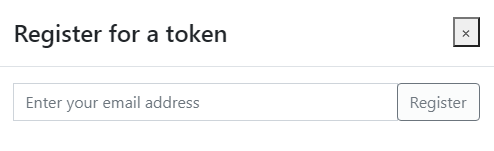 Register for a token ×
Enter your email address Register